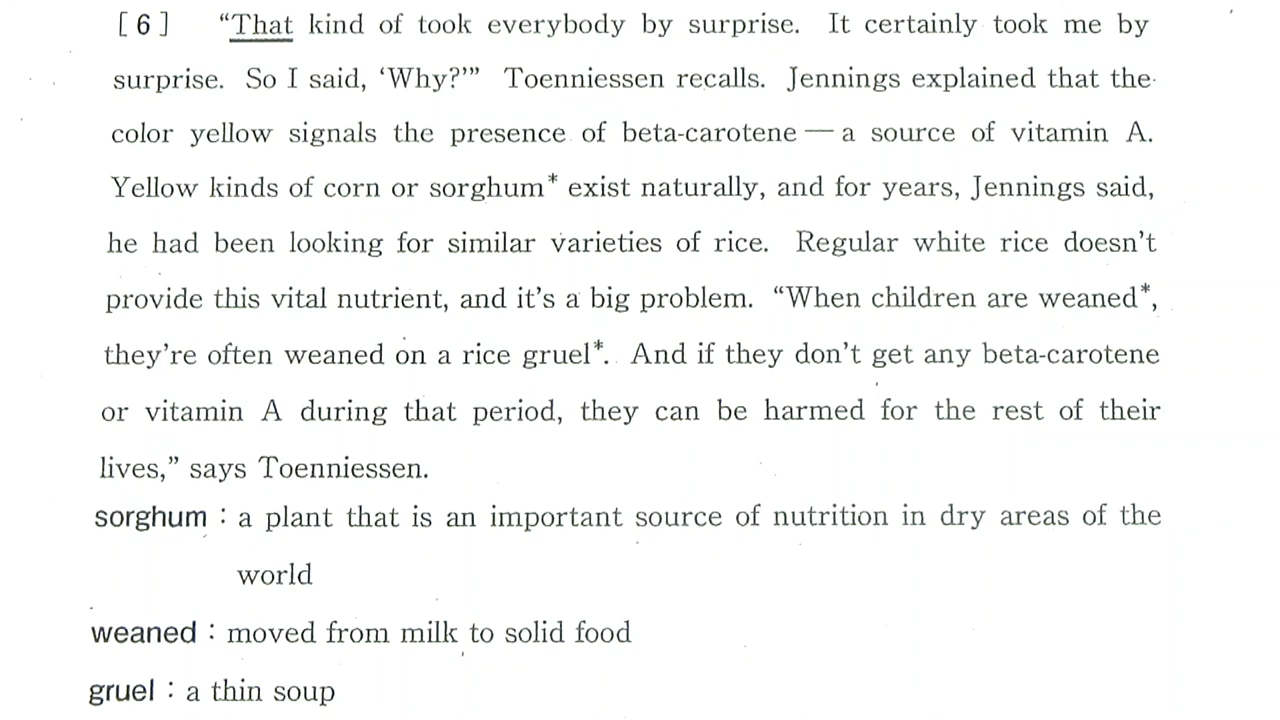 [6] “That kind of took everybody by surprise. It certainly took me by
surprise. So I said, ‘Why?’” Toenniessen recalls. Jennings explained that the
color yellow signals the presence of beta-carotene — a source of vitamin A.
Yellow kinds of corn or sorghum* exist naturally, and for years, Jennings said,
he had been looking for similar varieties of rice. Regular white rice doesn’t
provide this vital nutrient, and it’s a big problem. “When children are weaned*,
they’re often weaned on a rice gruel*. And if they don’t get any beta-carotene
or vitamin A during that period, they can be harmed for the rest of their
lives,” says Toenniessen.
sorghum : a plant that is an important source of nutrition in dry areas of the
world
weaned : moved from milk to solid food
gruel : a thin soup